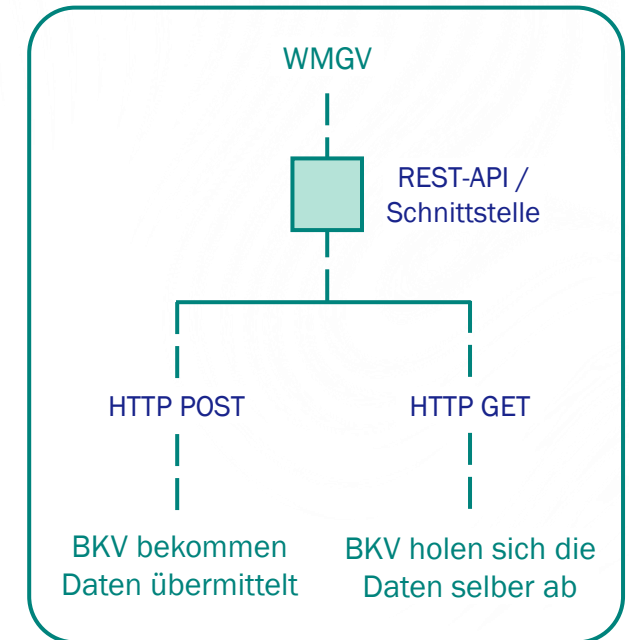 WMGV
REST-API /
Schnittstelle
HTTP POST
HTTP GET
BKV bekommen
Daten übermittelt
BKV holen sich die
Daten selber ab